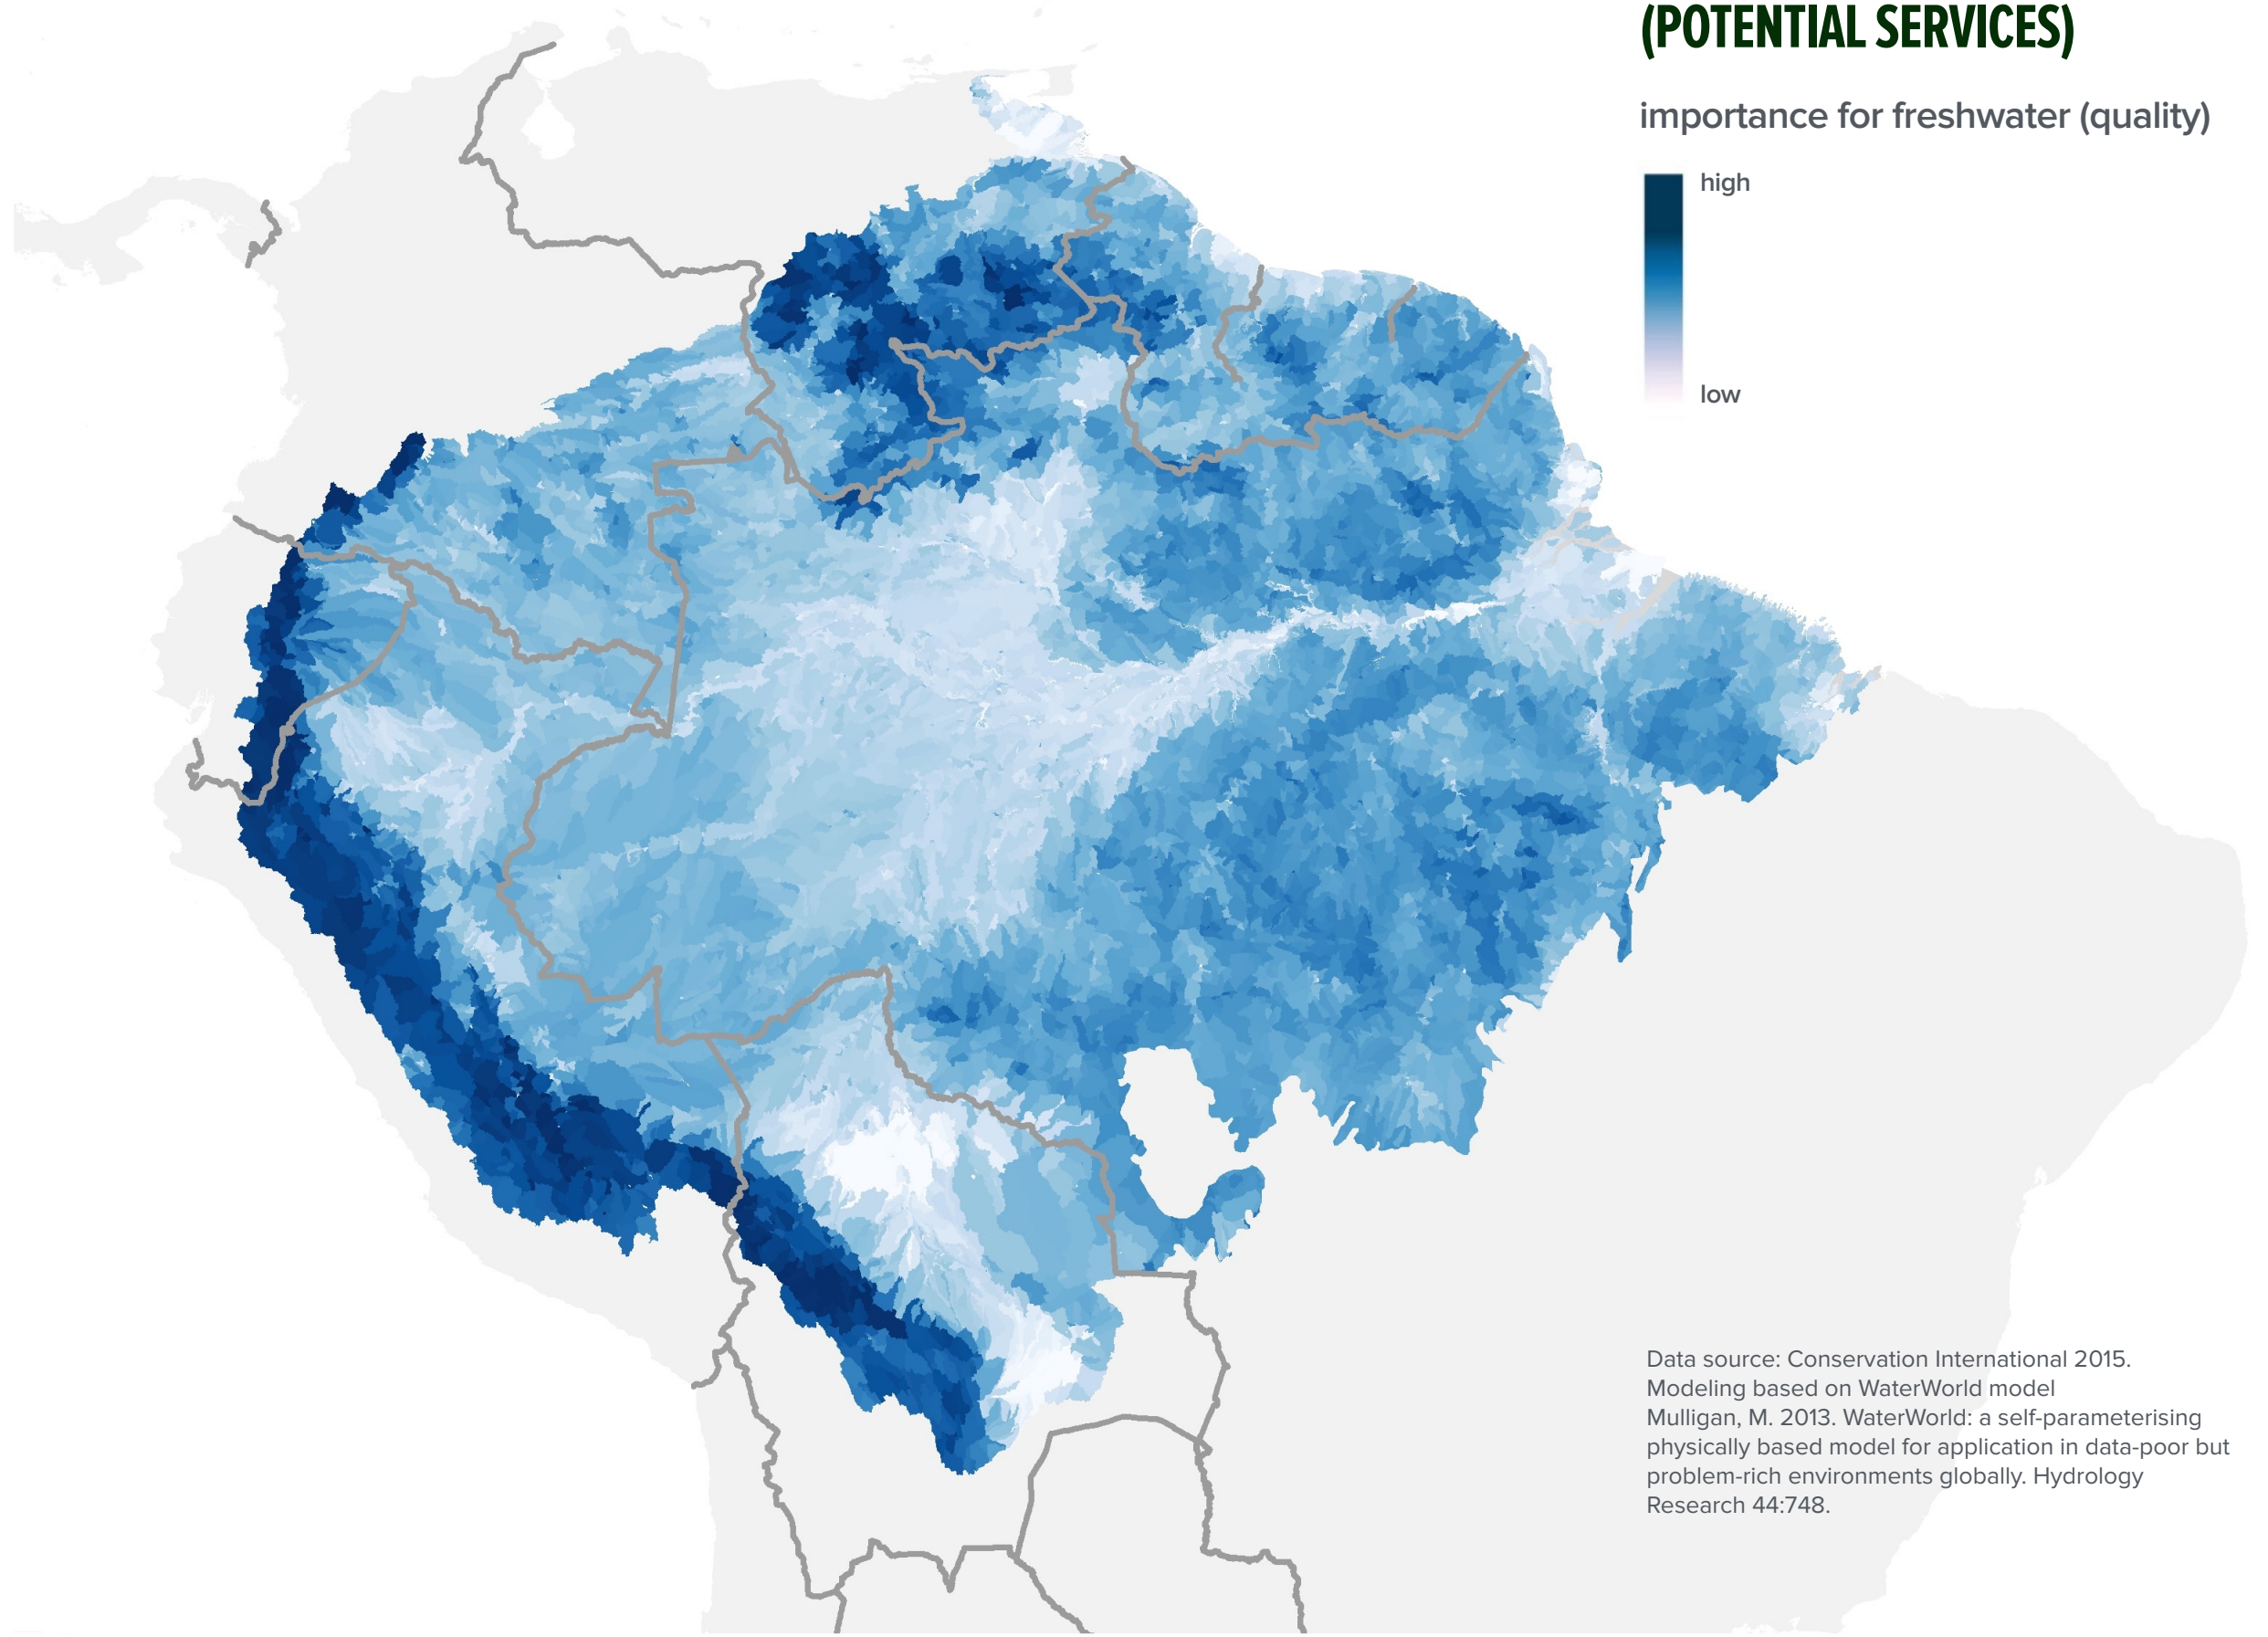 (POTENTIAL SERVICES)
importance for freshwater (quality)
high
low
Data source: Conservation International 2015.
Modeling based on WaterWorld model
Mulligan, M. 2013. WaterWorld: a self-parameterising
physically based model for application in data-poor but
problem-rich environments globally. Hydrology
Research 44:748.